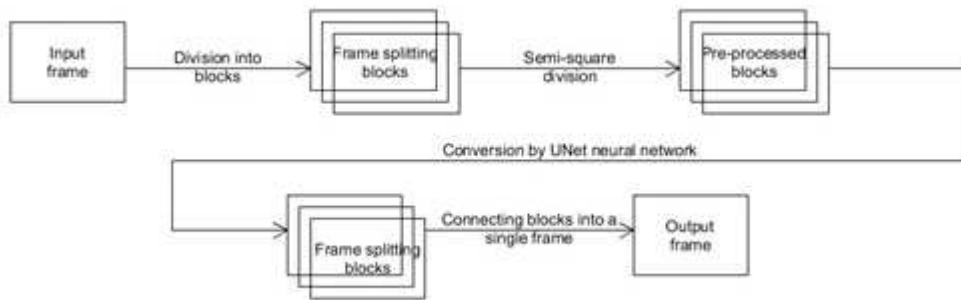 Input
frame
Division into
blocks
Frame splitting
blocks
Semi-square
division
Pre-processed
blocks
Conversion by UNet neural network
Frame splitting
blocks
Connecting blocks into a
single frame
Output
frame